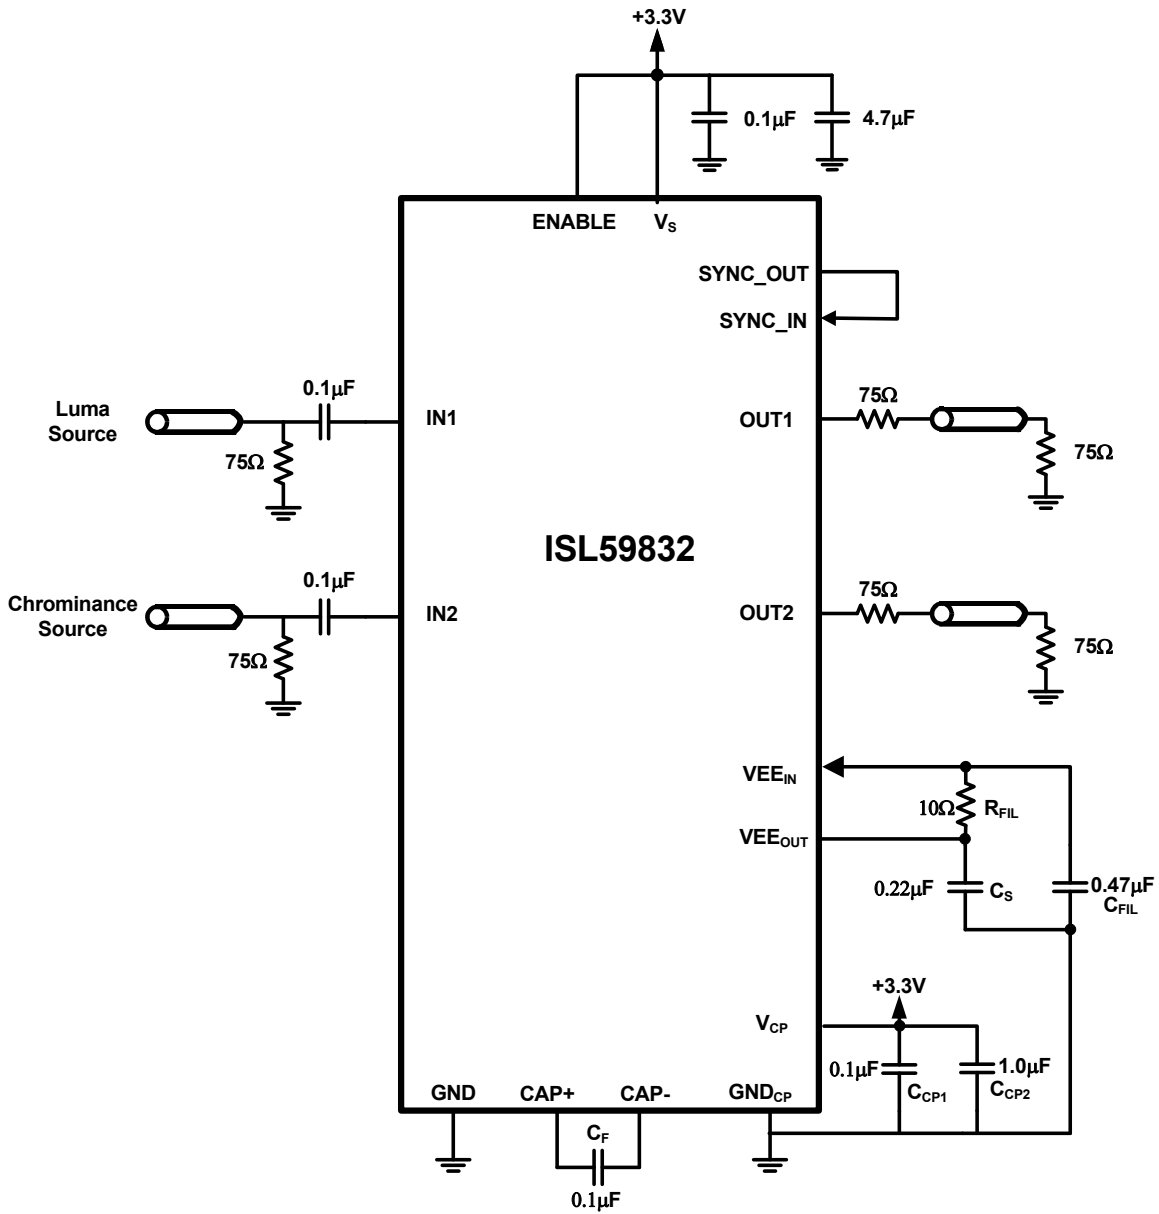 +3.3V
0.1μF
4.7μF
ENABLE
VS
SYNC_OUT
SYNC_IN
0.1μF
Luma
Source
75Ω
IN1
OUT1
75Ω
75Ω
ISL59832
0.1μF
Chrominance
Source
75Ω
IN2
OUT2
75Ω
75Ω
VEEIN
10Ω
RFIL
VEEOUT
0.22μF
CS
0.47μF
CFIL
+3.3V
VCP
0.1μF
CCP1
1.0μF
CCP2
GND
CAP+
CAP-
GNDCP
CF
0.1μF